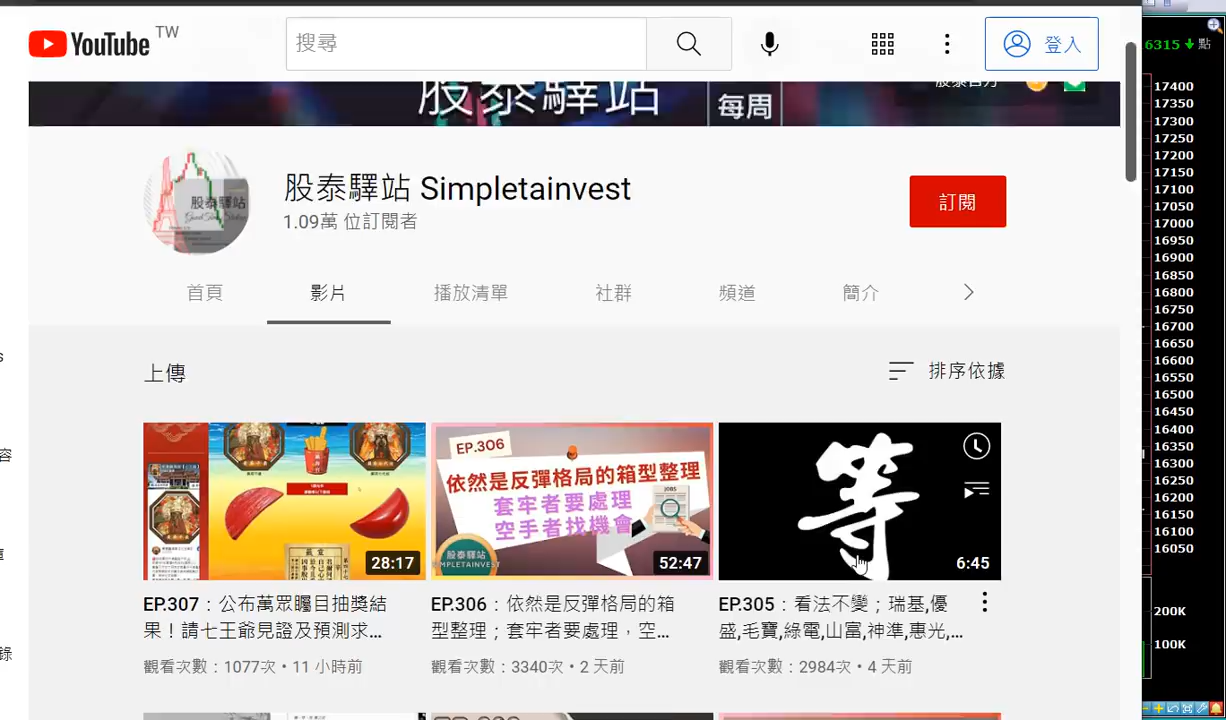 YouTube TW
搜尋
登入
6315 點
股泰驛站
每周
股泰官方
股泰驛站 Simpletainvest
1.09萬 位訂閱者
訂閱
首頁
影片
播放清單
社群
頻道
簡介
上傳
排序依據
28:17
EP.306
依然是反彈格局的箱型整理
套牢者要處理
空手者找機會
JOBS
股泰驛站
SIMPLETAINVEST
52:47
等
6:45
EP.307：公布萬眾矚目抽獎結
果！請七王爺見證及預測求...
觀看次數：1077次 • 11 小時前
EP.306：依然是反彈格局的箱
型整理；套牢者要處理，空...
觀看次數：3340次 • 2 天前
EP.305：看法不變；瑞基,優
盛,毛寶,綠電,山富,神準,惠光,...
觀看次數：2984次 • 4 天前
s
容
錄
17400
17350
17300
17250
17200
17150
17100
17050
17000
16950
16900
16850
16800
16750
16700
16650
16600
16550
16500
16450
16400
16350
16300
16250
16200
16150
16100
16050
200K
100K